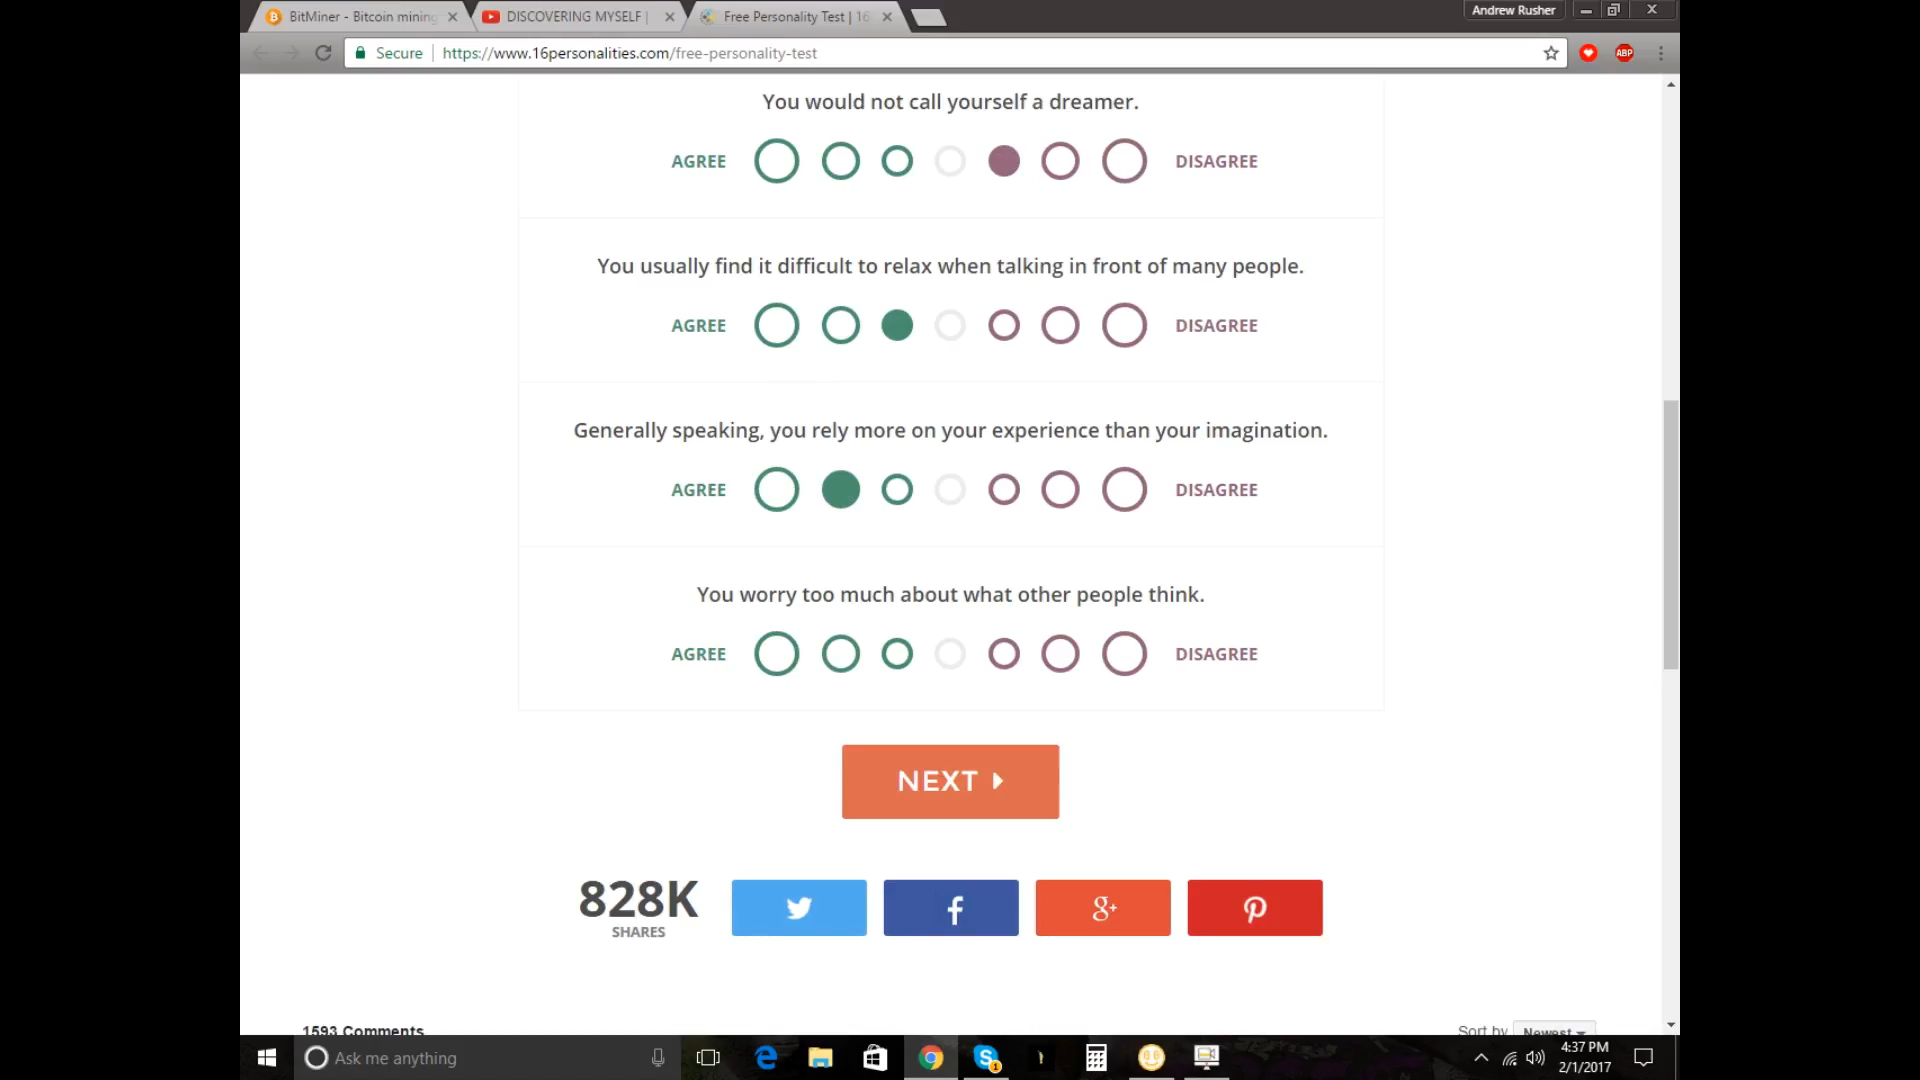 BitMiner - Bitcoin mining
DISCOVERING MYSELF |
Free Personality Test | 16
Andrew Rusher
Secure
https://www.16personalities.com/free-personality-test
ABP
You would not call yourself a dreamer.
AGREE
DISAGREE
You usually find it difficult to relax when talking in front of many people.
AGREE
DISAGREE
Generally speaking, you rely more on your experience than your imagination.
AGREE
DISAGREE
You worry too much about what other people think.
AGREE
DISAGREE
NEXT
828K
SHARES
1593 Comments
Sort by Newest
Ask me anything
4:37 PM
2/1/2017